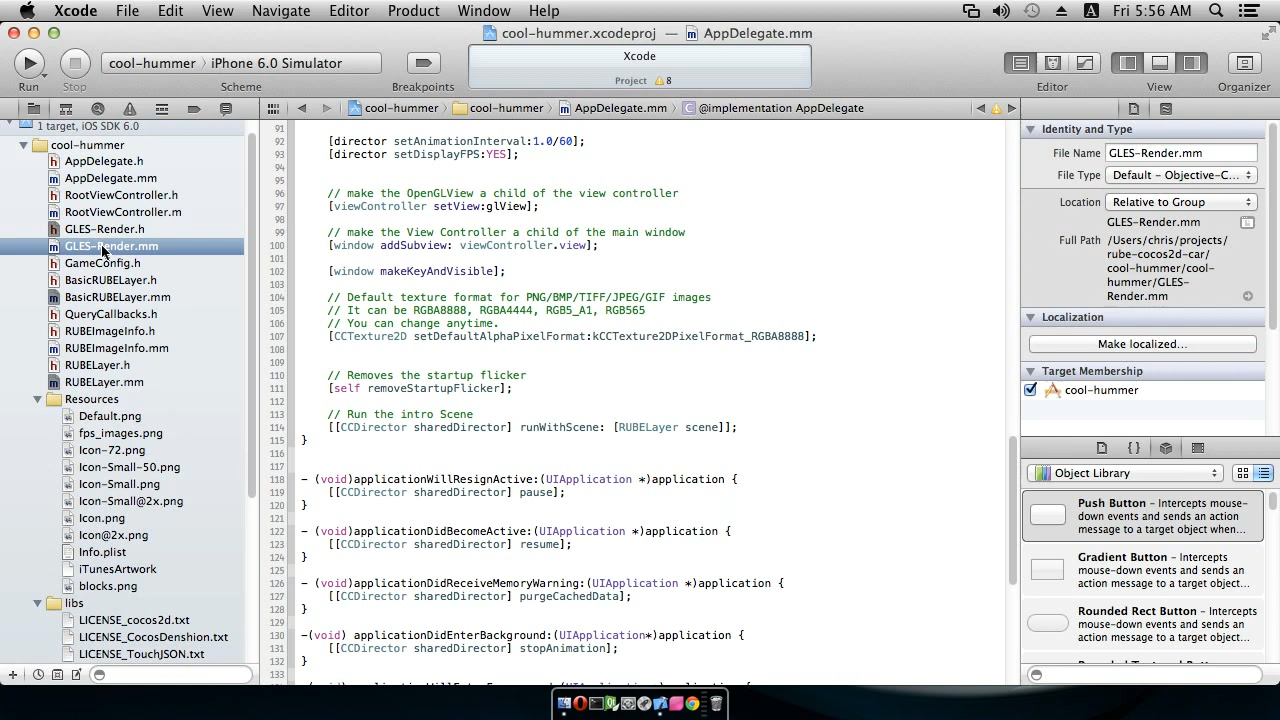 Xcode File Edit View Navigate Editor Product Window Help A Fri 5:56 AM
cool-hummer.xcodeproj — AppDelegate.mm
cool-hummer iPhone 6.0 Simulator
Xcode
Project 8
Run Stop Scheme Breakpoints Editor View Organizer
cool-hummer cool-hummer AppDelegate.mm C @implementation AppDelegate
1 target, iOS SDK 6.0
cool-hummer
h AppDelegate.h
m AppDelegate.mm
h RootViewController.h
m RootViewController.m
h GLES-Render.h
m GLES-Render.mm
h GameConfig.h
h BasicRUBELayer.h
m BasicRUBELayer.mm
h QueryCallbacks.h
h RUBEImageInfo.h
m RUBEImageInfo.mm
h RUBELayer.h
m RUBELayer.mm
Resources
Default.png
fps_images.png
Icon-72.png
Icon-Small-50.png
Icon-Small.png
Icon-Small@2x.png
Icon.png
Icon@2x.png
Info.plist
iTunesArtwork
blocks.png
libs
LICENSE_cocos2d.txt
LICENSE_CocosDenshion.txt
LICENSE_TouchJSON.txt
91
92 [director setAnimationInterval:1.0/60];
93 [director setDisplayFPS:YES];
94
95
96 // make the OpenGLView a child of the view controller
97 [viewController setView:glView];
98
99 // make the View Controller a child of the main window
100 [window addSubview: viewController.view];
101
102 [window makeKeyAndVisible];
103
104 // Default texture format for PNG/BMP/TIFF/JPEG/GIF images
105 // It can be RGBA8888, RGBA4444, RGB5_A1, RGB565
106 // You can change anytime.
107 [CCTexture2D setDefaultAlphaPixelFormat:kCCTexture2DPixelFormat_RGBA8888];
108
109
110 // Removes the startup flicker
111 [self removeStartupFlicker];
112
113 // Run the intro Scene
114 [[CCDirector sharedDirector] runWithScene: [RUBELayer scene]];
115 }
116
117
118 - (void)applicationWillResignActive:(UIApplication *)application {
119 [[CCDirector sharedDirector] pause];
120 }
121
122 - (void)applicationDidBecomeActive:(UIApplication *)application {
123 [[CCDirector sharedDirector] resume];
124 }
125
126 - (void)applicationDidReceiveMemoryWarning:(UIApplication *)application {
127 [[CCDirector sharedDirector] purgeCachedData];
128 }
129
130 -(void) applicationDidEnterBackground:(UIApplication*)application {
131 [[CCDirector sharedDirector] stopAnimation];
132 }
133
Identity and Type
File Name GLES-Render.mm
File Type Default - Objective-C...
Location Relative to Group
GLES-Render.mm
Full Path /Users/chris/projects/
rube-cocos2d-car/
cool-hummer/cool-
hummer/GLES-
Render.mm
Localization
Make localized...
Target Membership
cool-hummer
Object Library
Push Button - Intercepts mouse-
down events and sends an
action message to a target object when...
Gradient Button - Intercepts
mouse-down events and sends an
action message to a target object...
Rounded Rect Button - Intercepts
mouse-down events and sends an
action message to a target object...